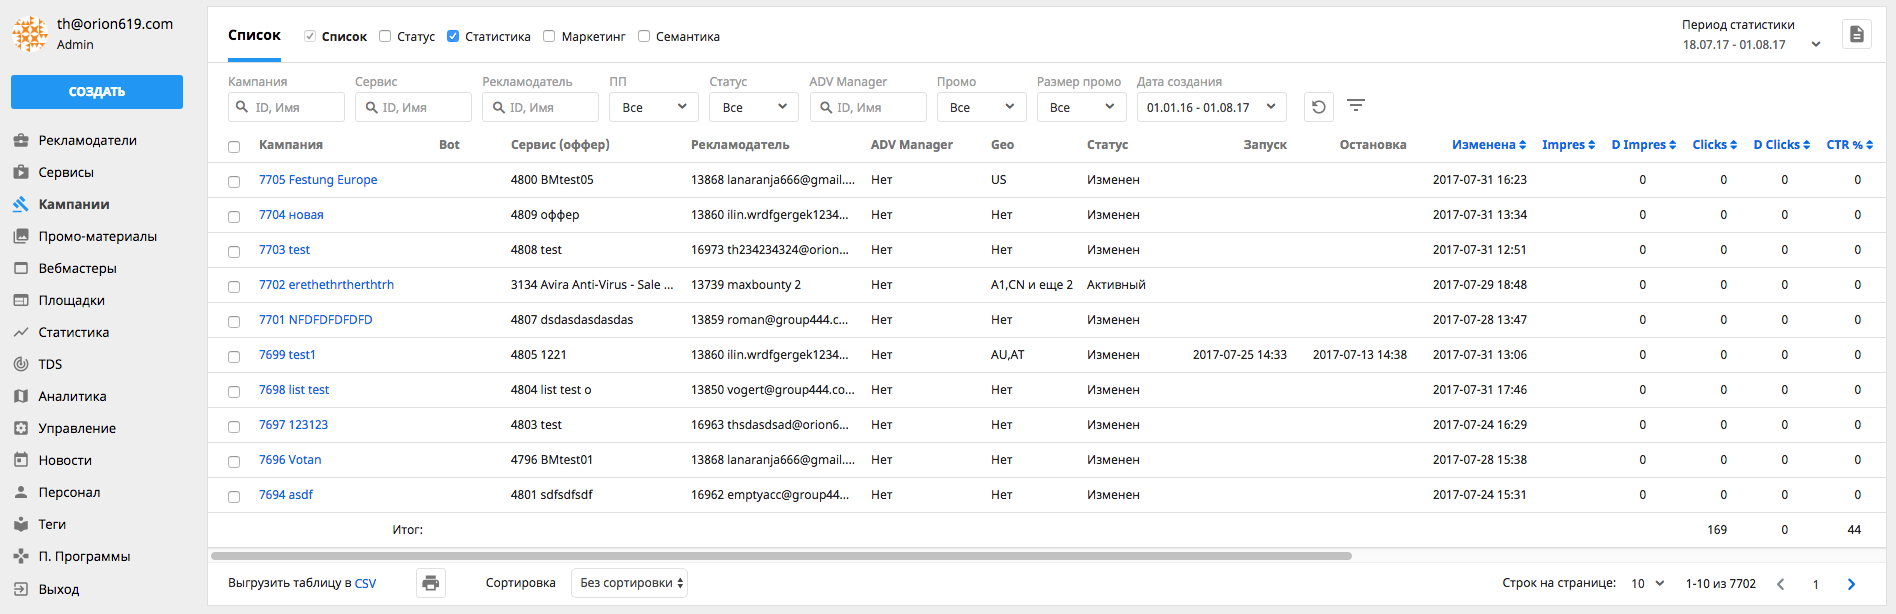 th@orion619.com
Admin
СОЗДАТЬ
Рекламодатели
Сервисы
Кампании
Промо-материалы
Вебмастеры
Площадки
Статистика
TDS
Аналитика
Управление
Новости
Персонал
Теги
П. Программы
Выход
Список Список Статус Статистика Маркетинг Семантика
Период статистики
18.07.17 - 01.08.17
Кампания Сервис Рекламодатель ПП Статус ADV Manager Промо Размер промо Дата создания
ID, Имя ID, Имя ID, Имя Все Все ID, Имя Все Все 01.01.16 - 01.08.17
Кампания Bot Сервис (оффер) Рекламодатель ADV Manager Geo Статус Запуск Остановка Изменена Impres D Impres Clicks D Clicks CTR %
7705 Festung Europe 4800 BMtest05 13868 lanaranja666@gmail.... Нет US Изменен 2017-07-31 16:23 0 0 0 0
7704 новая 4809 оффер 13860 ilin.wrdfgergek1234... Нет Нет Изменен 2017-07-31 13:34 0 0 0 0
7703 test 4808 test 16973 th234234324@orion... Нет Нет Изменен 2017-07-31 12:51 0 0 0 0
7702 erethethrtherthtrh 3134 Avira Anti-Virus - Sale ... 13739 maxbounty 2 Нет A1,CN и еще 2 Активный 2017-07-29 18:48 0 0 0 0
7701 NFDFDFDFDFD 4807 dsdasdasdasdas 13859 roman@group444.c... Нет Нет Изменен 2017-07-28 13:47 0 0 0 0
7699 test1 4805 1221 13860 ilin.wrdfgergek1234... Нет AU,AT Изменен 2017-07-25 14:33 2017-07-13 14:38 2017-07-31 13:06 0 0 0 0
7698 list test 4804 list test o 13850 vogert@group444.co... Нет Нет Изменен 2017-07-31 17:46 0 0 0 0
7697 123123 4803 test 16963 thsdasdsad@orion6... Нет Нет Изменен 2017-07-24 16:29 0 0 0 0
7696 Votan 4796 BMtest01 13868 lanaranja666@gmail.... Нет Нет Изменен 2017-07-28 15:38 0 0 0 0
7694 asdf 4801 sdfsdfsdf 16962 emptyacc@group44... Нет Нет Изменен 2017-07-24 15:31 0 0 0 0
Итог: 169 0 44
Выгрузить таблицу в CSV Сортировка Без сортировки Строк на странице: 10 1-10 из 7702 1